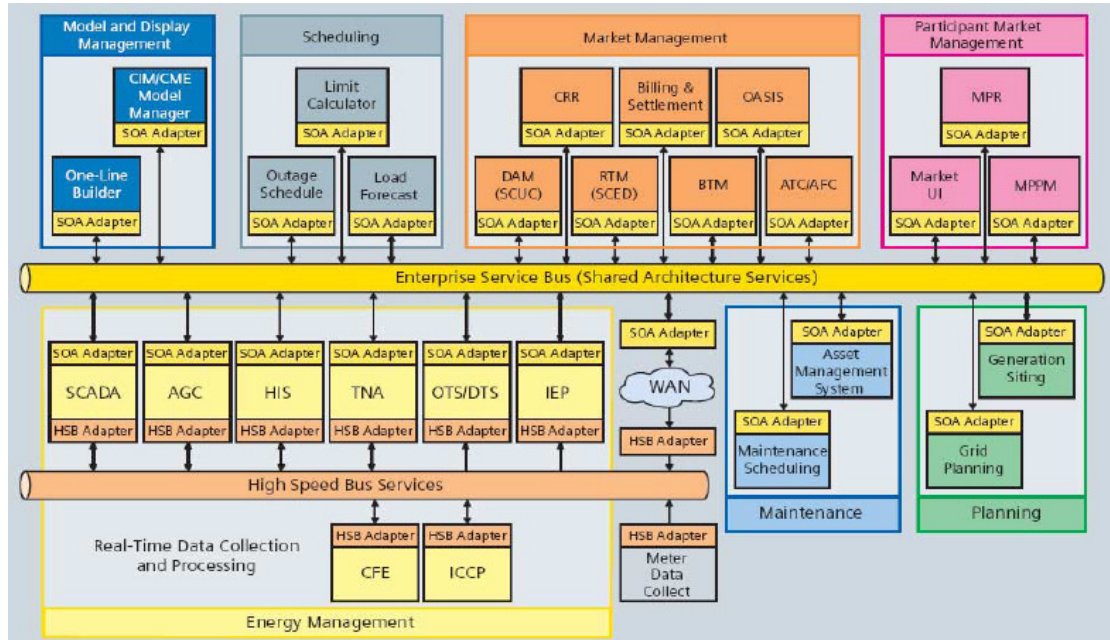 Model and Display
Management
Scheduling
Market Management
Participant Market
Management
CIM/CME
Model
Manager
SOA Adapter
Limit
Calculator
SOA Adapter
CRR
SOA Adapter
Billing &
Settlement
SOA Adapter
OASIS
SOA Adapter
MPR
SOA Adapter
One-Line
Builder
SOA Adapter
Outage
Schedule
SOA Adapter
Load
Forecast
SOA Adapter
DAM
(SCUC)
SOA Adapter
RTM
(SCED)
SOA Adapter
BTM
SOA Adapter
ATC/AFC
SOA Adapter
Market
UI
SOA Adapter
MPPM
SOA Adapter
Enterprise Service Bus (Shared Architecture Services)
SOA Adapter
SCADA
HSB Adapter
SOA Adapter
AGC
HSB Adapter
SOA Adapter
HIS
HSB Adapter
SOA Adapter
TNA
HSB Adapter
SOA Adapter
OTS/DTS
HSB Adapter
SOA Adapter
IEP
HSB Adapter
SOA Adapter
WAN
HSB Adapter
SOA Adapter
Asset
Management
System
SOA Adapter
Maintenance
Scheduling
Maintenance
SOA Adapter
Generation
Siting
SOA Adapter
Grid
Planning
Planning
High Speed Bus Services
Real-Time Data Collection
and Processing
HSB Adapter
CFE
HSB Adapter
ICCP
HSB Adapter
Meter
Data
Collect
Energy Management